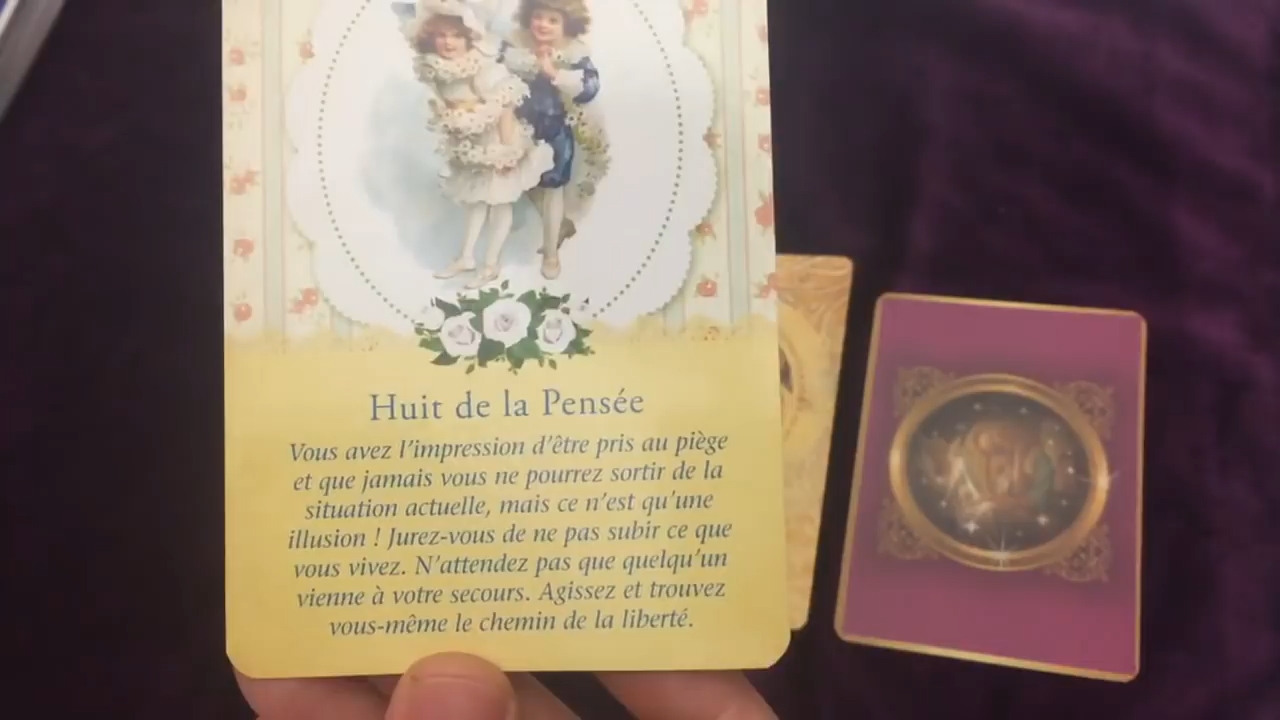 Huit de la Pensée
Vous avez l'impression d'être pris au piège
et que jamais vous ne pourrez sortir de la
situation actuelle, mais ce n'est qu'une
illusion ! Jurez-vous de ne pas subir ce que
vous vivez. N'attendez pas que quelqu'un
vienne à votre secours. Agissez et trouvez
vous-même le chemin de la liberté.